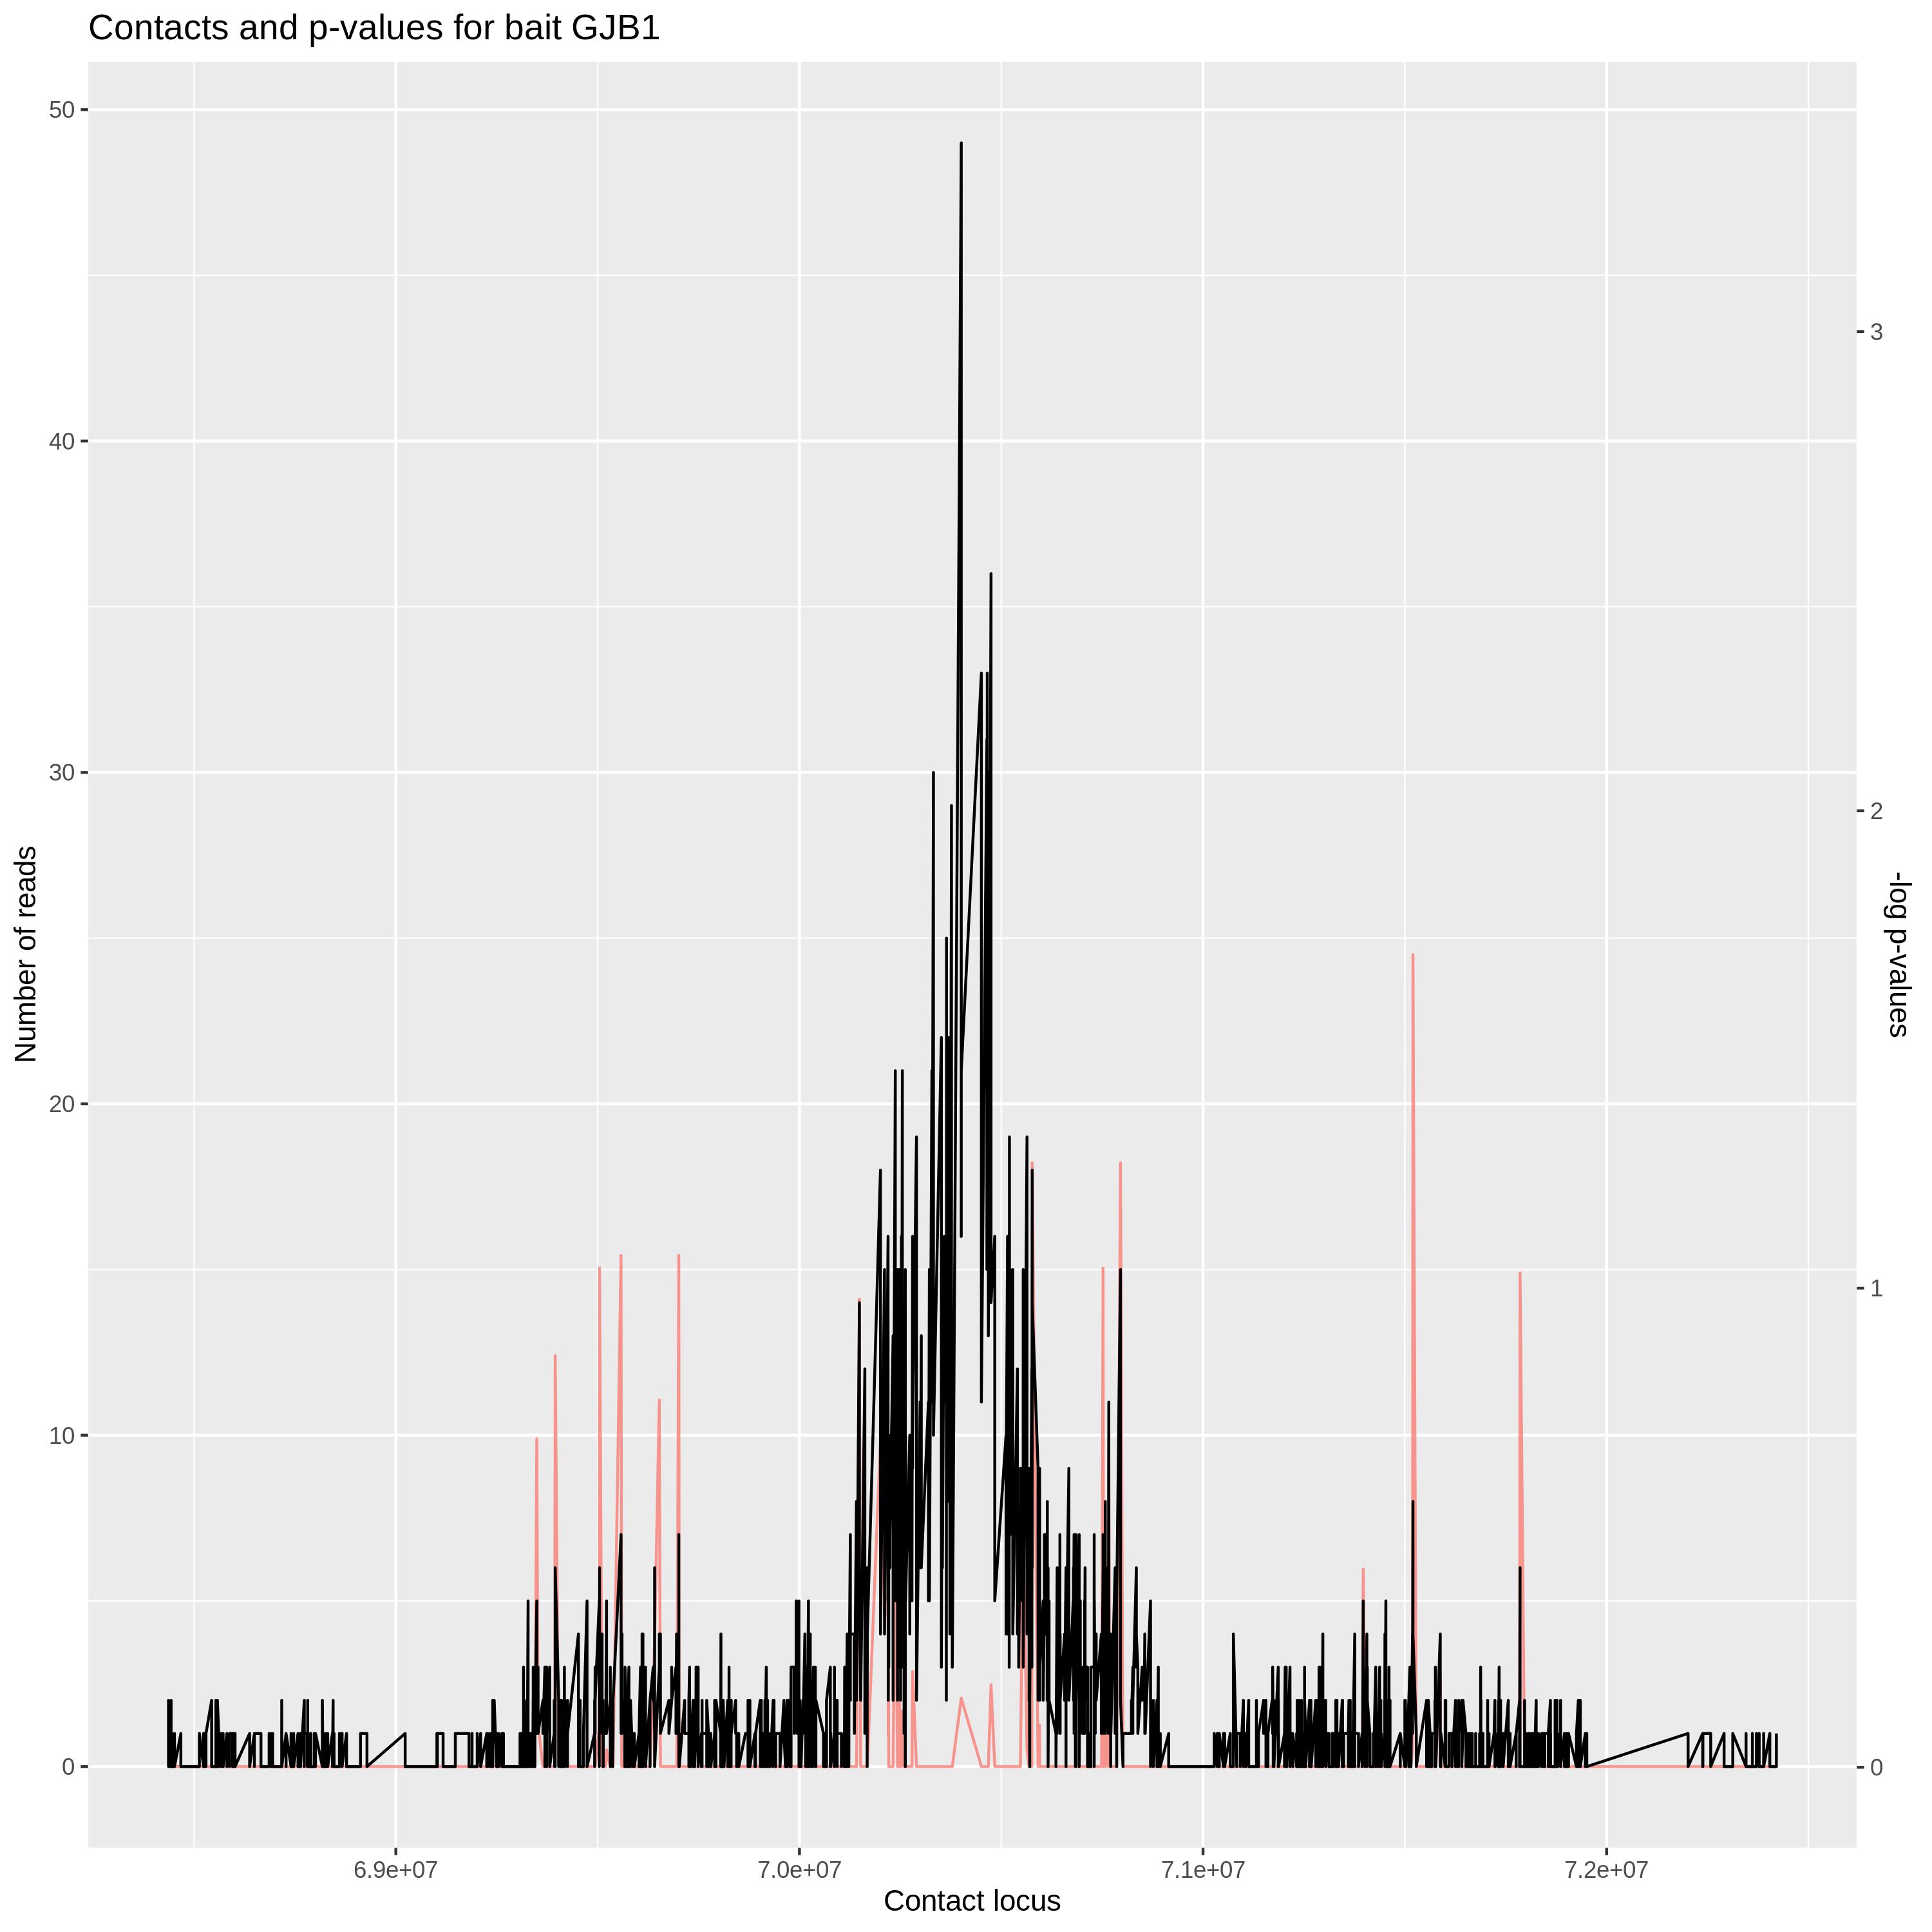 Contacts and p-values for bait GJB1
50
40
30
20
10
0
Number of reads
3
2
1
0
-log p-values
6.9e+07 7.0e+07 7.1e+07 7.2e+07
Contact locus